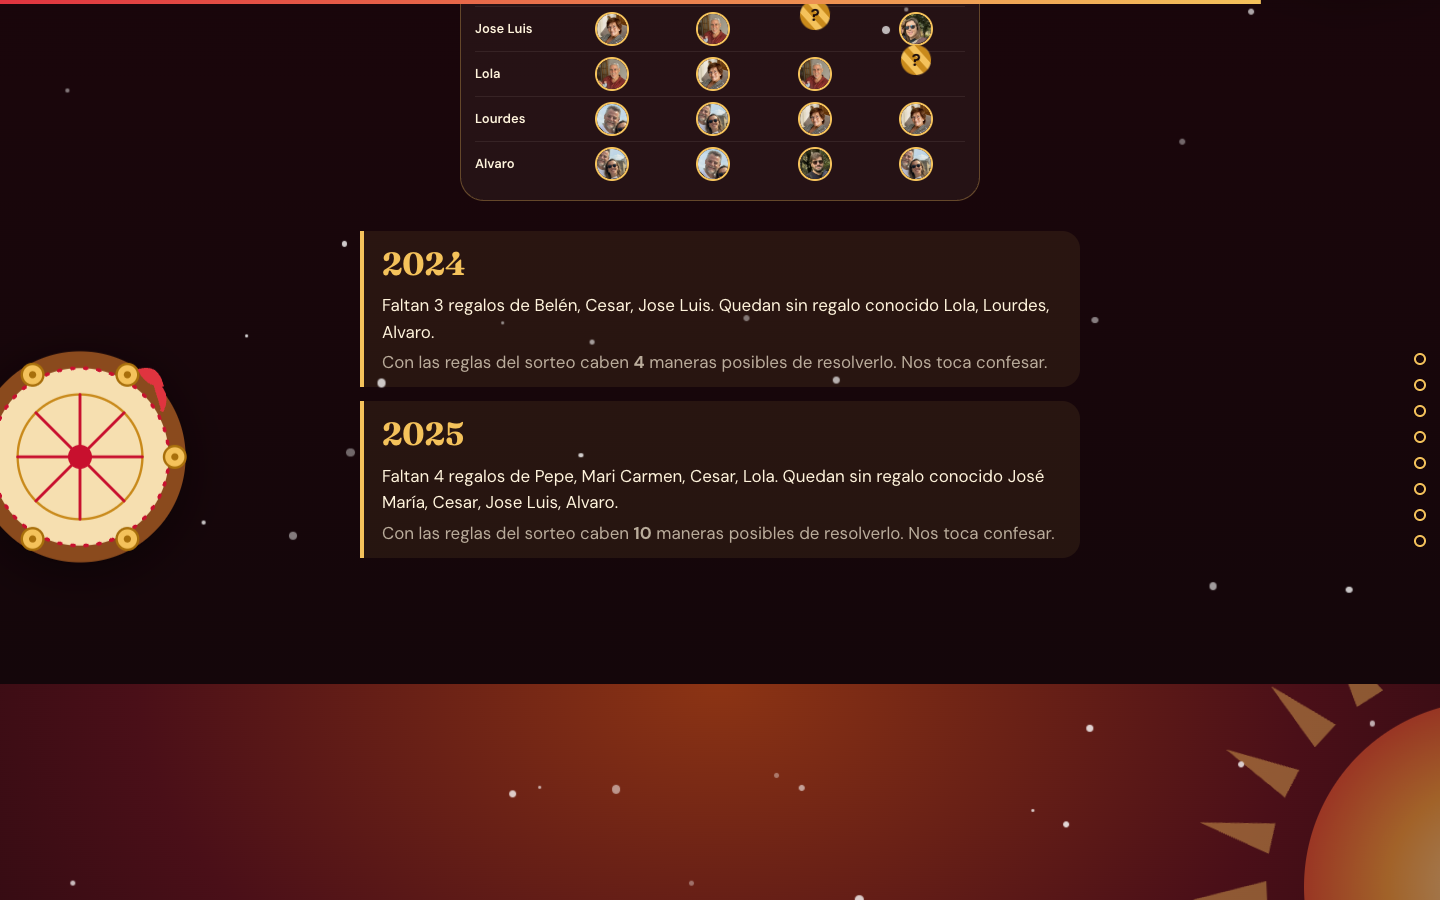 Jose Luis
?
Lola
?
Lourdes
Alvaro
2024
Faltan 3 regalos de Belén, Cesar, Jose Luis. Quedan sin regalo conocido Lola, Lourdes,
Alvaro.
Con las reglas del sorteo caben 4 maneras posibles de resolverlo. Nos toca confesar.
2025
Faltan 4 regalos de Pepe, Mari Carmen, Cesar, Lola. Quedan sin regalo conocido José
María, Cesar, Jose Luis, Alvaro.
Con las reglas del sorteo caben 10 maneras posibles de resolverlo. Nos toca confesar.